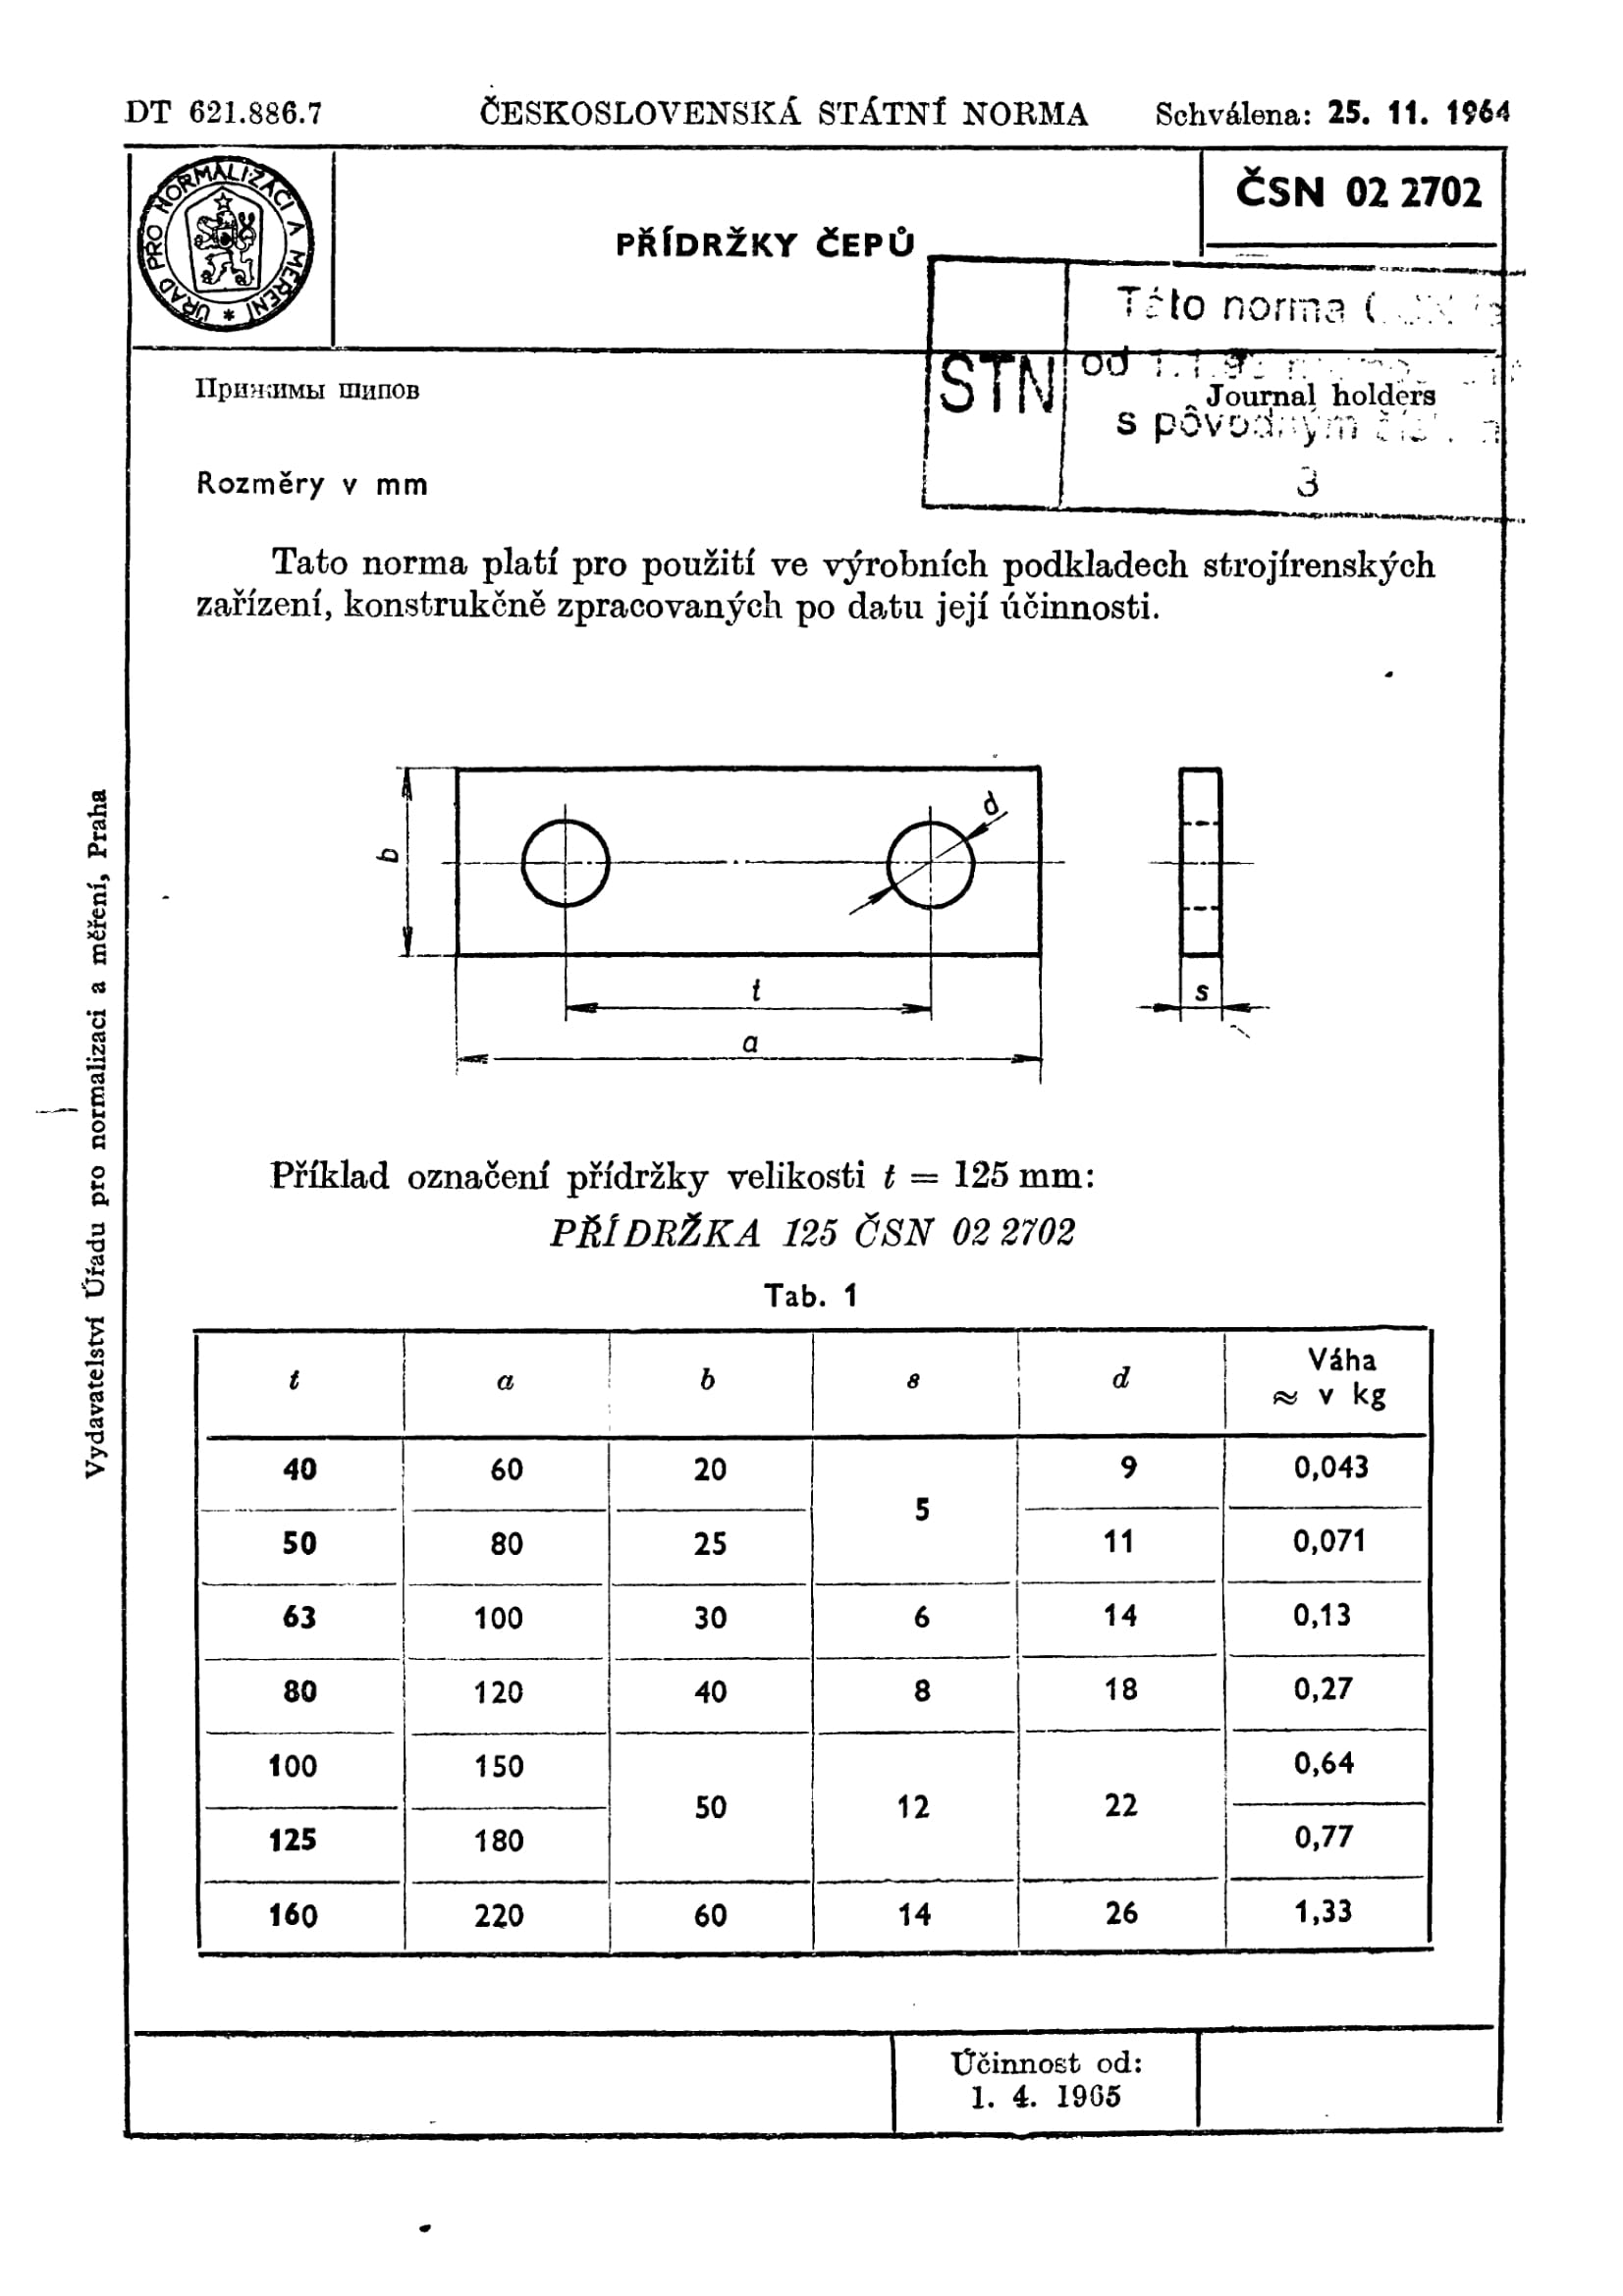 DT 621.886.7 ČESKOSLOVENSKÁ STÁTNÍ NORMA Schválena: 25. 11. 1964
ÚŘAD PRO NORMALIZACI A MĚŘENÍ *
PŘÍDRŽKY ČEPŮ
ČSN 02 2702
STN
Táto norma
od
s pôvodným
3
Прижимы шипов
Journal holders
Rozměry v mm
Tato norma platí pro použití ve výrobních podkladech strojírenských
zařízení, konstrukčně zpracovaných po datu její účinnosti.
b
d
t
a
s
Příklad označení přídržky velikosti t = 125 mm:
PŘÍDRŽKA 125 ČSN 02 2702
Tab. 1
t a b s d Váha
≈ v kg
40 60 20 5 9 0,043
50 80 25 11 0,071
63 100 30 6 14 0,13
80 120 40 8 18 0,27
100 150 50 12 22 0,64
125 180 0,77
160 220 60 14 26 1,33
Účinnost od:
1. 4. 1965
Vydavatelství Úřadu pro normalizaci a měření, Praha